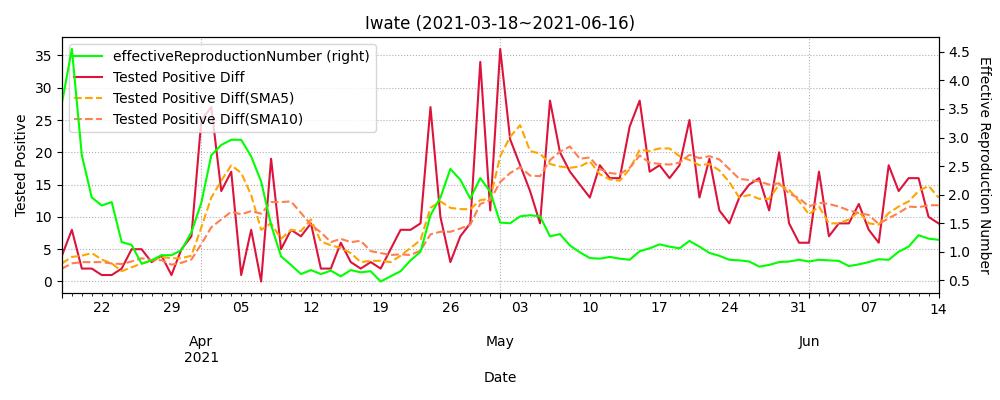 Iwate (2021-03-18~2021-06-16)
effectiveReproductionNumber (right)
Tested Positive Diff
Tested Positive Diff(SMA5)
Tested Positive Diff(SMA10)
Tested Positive
35
30
25
20
15
10
5
0
4.5
4.0
3.5
3.0
2.5
2.0
1.5
1.0
0.5
Effective Reproduction Number
22 29 05 12 19 26 03 10 17 24 31 07 14
Apr May Jun
2021
Date